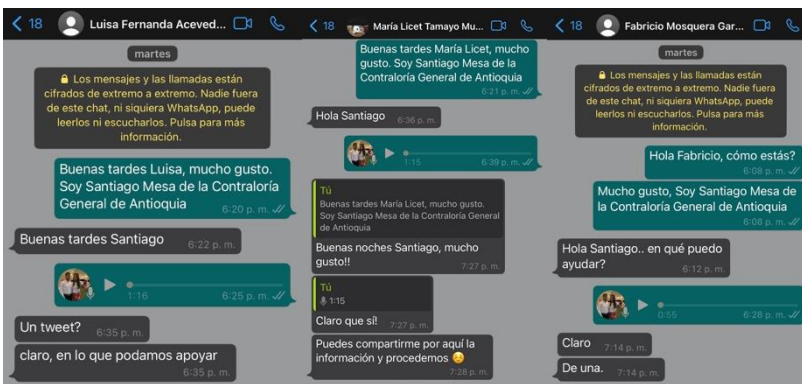 18
Luisa Fernanda Aceved...
martes
Los mensajes y las llamadas están
cifrados de extremo a extremo. Nadie fuera
de este chat, ni siquiera WhatsApp, puede
leerlos ni escucharlos. Pulsa para más
información.
Buenas tardes Luisa, mucho gusto.
Soy Santiago Mesa de la Contraloría
General de Antioquia
6:20 p. m.
Buenas tardes Santiago
6:22 p. m.
1:16
6:25 p. m.
Un tweet?
6:35 p. m.
claro, en lo que podamos apoyar
6:35 p. m.
18
María Licet Tamayo Mu...
Buenas tardes María Licet, mucho
gusto. Soy Santiago Mesa de la
Contraloría General de Antioquia
6:21 p. m.
Hola Santiago
6:36 p. m.
1:15
6:39 p. m.
Tú
Buenas tardes María Licet, mucho gusto.
Soy Santiago Mesa de la Contraloría General
de Antioquia
Buenas noches Santiago, mucho
gusto!!
7:27 p. m.
Tú
1:15
Claro que sí!
7:27 p. m.
Puedes compartirme por aquí la
información y procedemos ☺️
7:28 p. m.
18
Fabricio Mosquera Gar...
martes
Los mensajes y las llamadas están
cifrados de extremo a extremo. Nadie fuera
de este chat, ni siquiera WhatsApp, puede
leerlos ni escucharlos. Pulsa para más
información.
Hola Fabricio, cómo estás?
6:08 p. m.
Mucho gusto, Soy Santiago Mesa de
la Contraloría General de Antioquia
6:08 p. m.
Hola Santiago.. en qué puedo
ayudar?
6:12 p. m.
0:55
6:28 p. m.
Claro
7:14 p. m.
De una.
7:14 p. m.